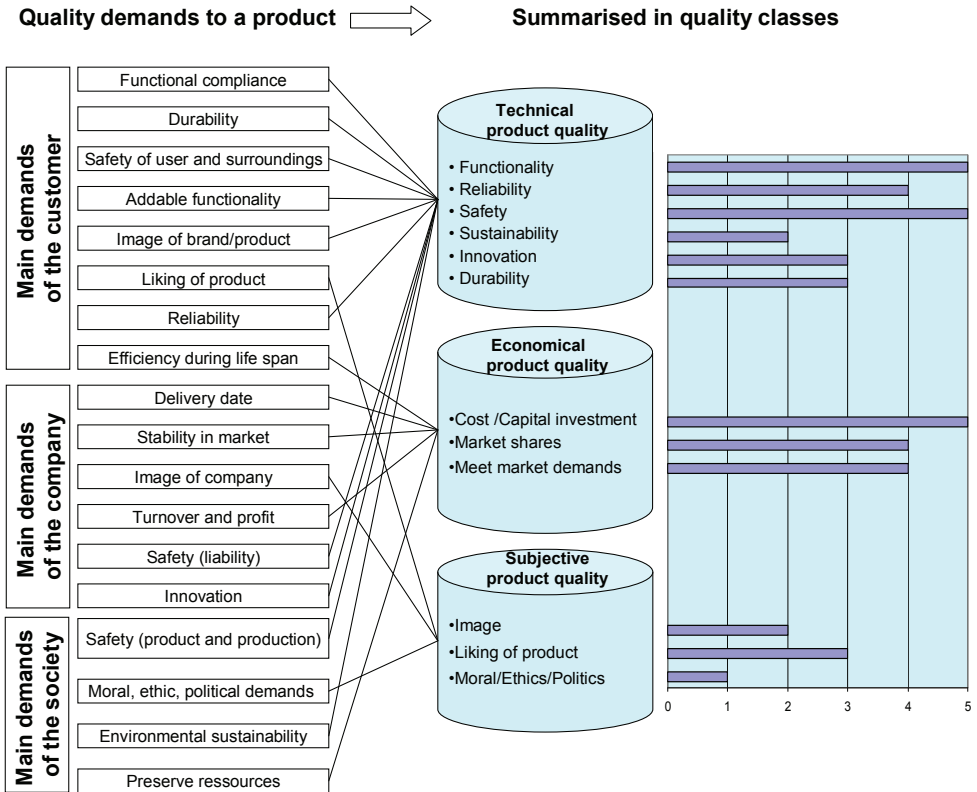 Quality demands to a product
Summarised in quality classes
Main demands
of the customer
Functional compliance
Durability
Safety of user and surroundings
Addable functionality
Image of brand/product
Liking of product
Reliability
Efficiency during life span
Main demands
of the company
Delivery date
Stability in market
Image of company
Turnover and profit
Safety (liability)
Innovation
Main demands
of the society
Safety (product and production)
Moral, ethic, political demands
Environmental sustainability
Preserve ressources
Technical
product quality
• Functionality
• Reliability
• Safety
• Sustainability
• Innovation
• Durability
Economical
product quality
•Cost /Capital investment
•Market shares
•Meet market demands
Subjective
product quality
•Image
•Liking of product
•Moral/Ethics/Politics
0 1 2 3 4 5